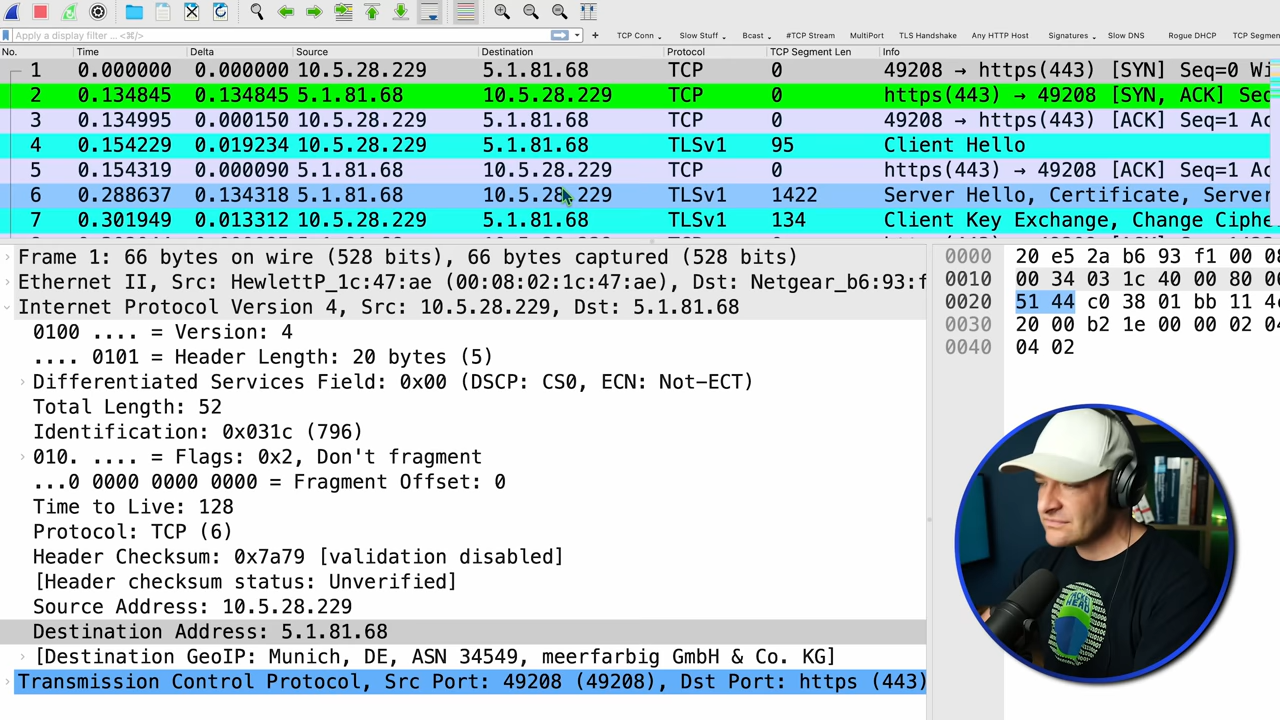 Apply a display filter ... <⌘/>
+ TCP Conn Slow Stuff Bcast MultiPort #TCP Stream TLS Handshake Any HTTP Host Signatures Slow DNS Rogue DHCP TCP Segmen
No. Time Delta Source Destination Protocol TCP Segment Len Info
1 0.000000 0.000000 10.5.28.229 5.1.81.68 TCP 0 49208 → https(443) [SYN] Seq=0 Wi
2 0.134845 0.134845 5.1.81.68 10.5.28.229 TCP 0 https(443) → 49208 [SYN, ACK] Seq
3 0.134995 0.000150 10.5.28.229 5.1.81.68 TCP 0 49208 → https(443) [ACK] Seq=1 Ac
4 0.154229 0.019234 10.5.28.229 5.1.81.68 TLSv1 95 Client Hello
5 0.154319 0.000090 5.1.81.68 10.5.28.229 TCP 0 https(443) → 49208 [ACK] Seq=1 Ac
6 0.288637 0.134318 5.1.81.68 10.5.28.229 TLSv1 1422 Server Hello, Certificate, Server
7 0.301949 0.013312 10.5.28.229 5.1.81.68 TLSv1 134 Client Key Exchange, Change Ciphe
Frame 1: 66 bytes on wire (528 bits), 66 bytes captured (528 bits)
Ethernet II, Src: HewlettP_1c:47:ae (00:08:02:1c:47:ae), Dst: Netgear_b6:93:f
Internet Protocol Version 4, Src: 10.5.28.229, Dst: 5.1.81.68
0100 .... = Version: 4
.... 0101 = Header Length: 20 bytes (5)
Differentiated Services Field: 0x00 (DSCP: CS0, ECN: Not-ECT)
Total Length: 52
Identification: 0x031c (796)
010. .... = Flags: 0x2, Don't fragment
...0 0000 0000 0000 = Fragment Offset: 0
Time to Live: 128
Protocol: TCP (6)
Header Checksum: 0x7a79 [validation disabled]
[Header checksum status: Unverified]
Source Address: 10.5.28.229
Destination Address: 5.1.81.68
[Destination GeoIP: Munich, DE, ASN 34549, meerfarbig GmbH & Co. KG]
Transmission Control Protocol, Src Port: 49208 (49208), Dst Port: https (443)
0000 20 e5 2a b6 93 f1 00 08
0010 00 34 03 1c 40 00 80 06
0020 51 44 c0 38 01 bb 11 4c
0030 20 00 b2 1e 00 00 02 04
0040 04 02